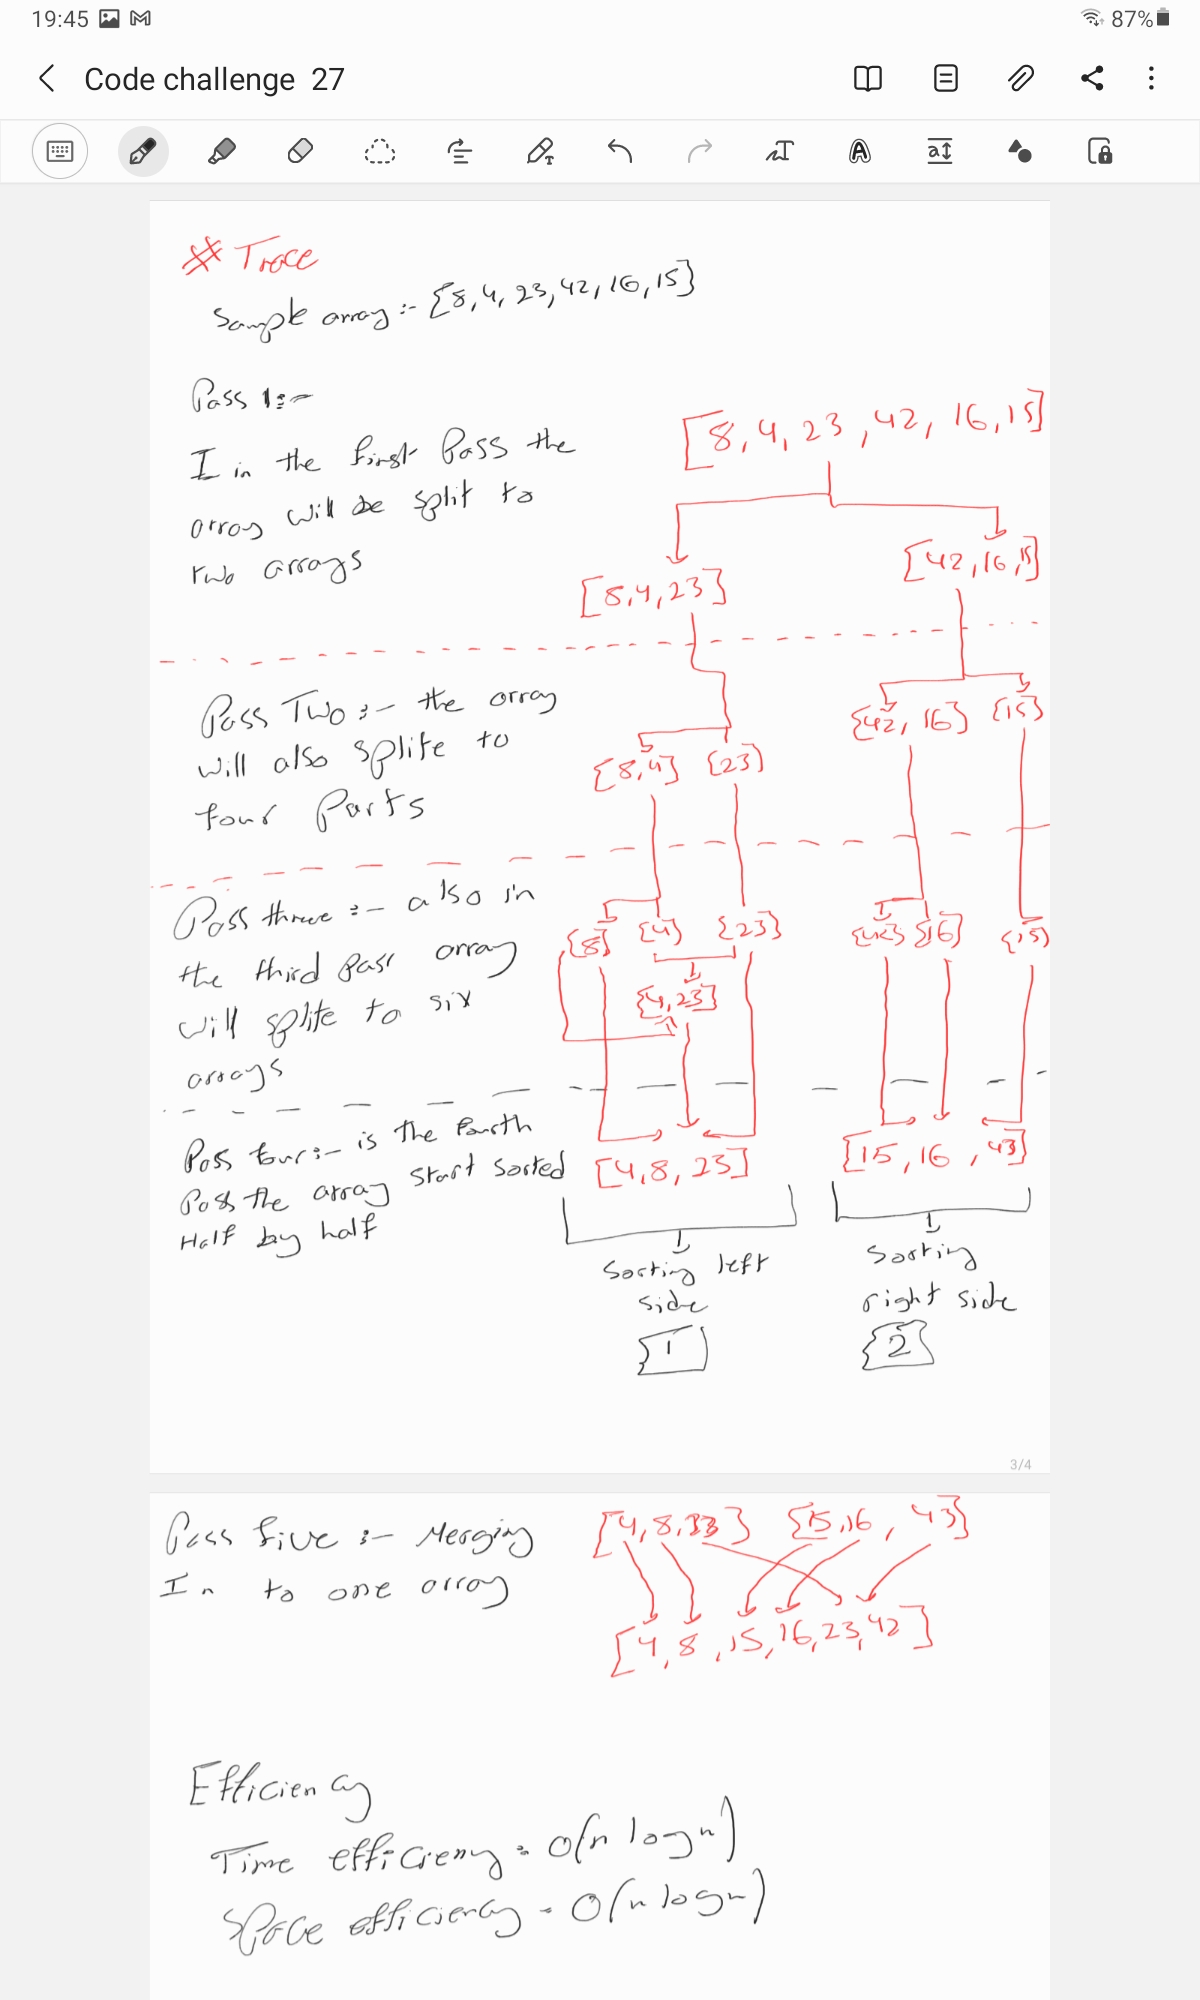 19:45 87%
Code challenge 27
# Trace
Sample array :- {8,4, 23,42, 16,15}
Pass 1:-
I in the first Pass the
array will be split to
two arrays
[8,4,23,42, 16,15]
[8,4,23] [42,16,15]
Pass Two :- the array
will also splite to
four Parts
{8,4} {23} {42, 16} {15}
Pass three :- also in
the third Pass array
will splite to six
arrays
{8} {4} {23} {42} {16} {15}
{4,23}
Pass four :- is the fourth
Pass the array start sorted
Half by half
[4,8,23] [15,16,43]
Sorting left
side
1
Sorting
right side
2
3/4
Pass five :- Merging
In to one array
[4,8,33] {15,16, 43}
[4,8,15,16,23,42]
Efficiency
Time efficieny = O(n logn)
Space efficiency = O(n logn)